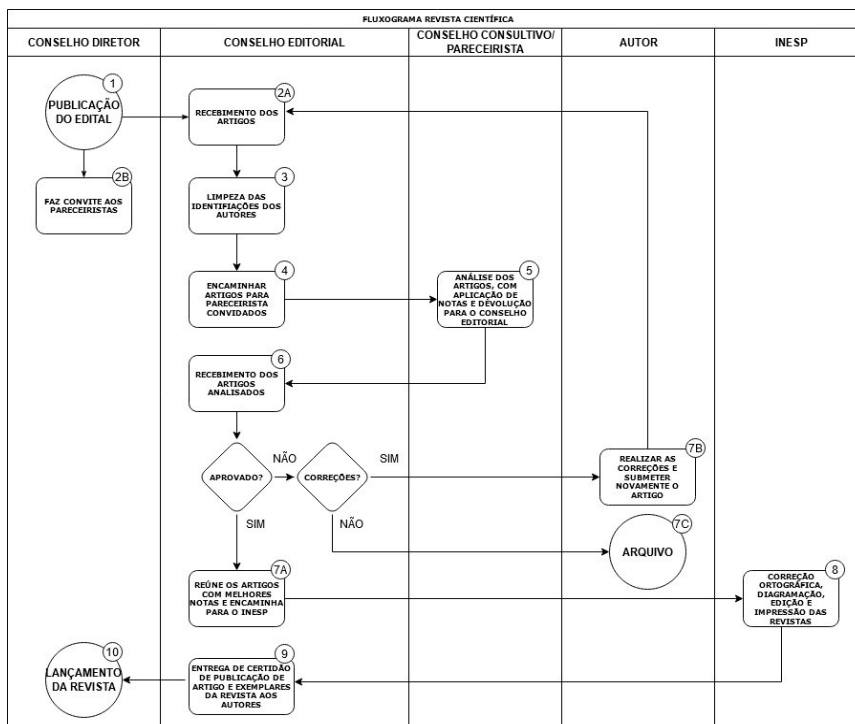 FLUXOGRAMA REVISTA CIENTÍFICA
CONSELHO DIRETOR
CONSELHO EDITORIAL
CONSELHO CONSULTIVO/
PARECEIRISTA
AUTOR
INESP
1
PUBLICAÇÃO
DO EDITAL
2A
RECEBIMENTO DOS
ARTIGOS
2B
FAZ CONVITE AOS
PARECEIRISTAS
3
LIMPEZA DAS
IDENTIFIAÇÕES DOS
AUTORES
4
ENCAMINHAR
ARTIGOS PARA
PARECEIRISTA
CONVIDADOS
5
ANÁLISE DOS
ARTIGOS, COM
APLICAÇÃO DE
NOTAS E DEVOLUÇÃO
PARA O CONSELHO
EDITORIAL
6
RECEBIMENTO DOS
ARTIGOS
ANALISADOS
APROVADO?
NÃO
CORREÇÕES?
SIM
7B
REALIZAR AS
CORREÇÕES E
SUBMETER
NOVAMENTE O
ARTIGO
SIM
NÃO
7C
ARQUIVO
7A
REÚNE OS ARTIGOS
COM MELHORES
NOTAS E ENCAMINHA
PARA O INESP
8
CORREÇÃO
ORTOGRÁFICA,
DIAGRAMAÇÃO,
EDIÇÃO E
IMPRESSÃO DAS
REVISTAS
9
ENTREGA DE CERTIDÃO
DE PUBLICAÇÃO DE
ARTIGO E EXEMPLARES
DA REVISTA AOS
AUTORES
10
LANÇAMENTO
DA REVISTA